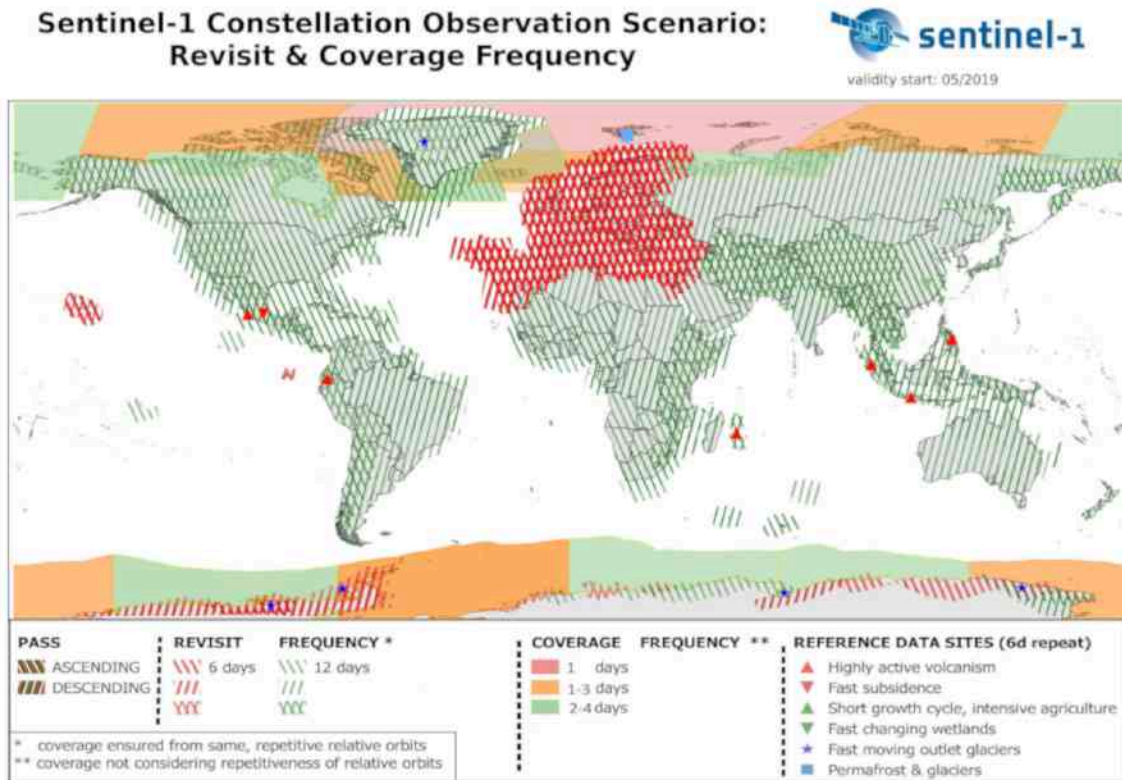 Sentinel-1 Constellation Observation Scenario:
Revisit & Coverage Frequency
sentinel-1
validity start: 05/2019
PASS
ASCENDING
DESCENDING
REVISIT FREQUENCY *
6 days 12 days
COVERAGE FREQUENCY **
1 days
1-3 days
2-4 days
REFERENCE DATA SITES (6d repeat)
Highly active volcanism
Fast subsidence
Short growth cycle, intensive agriculture
Fast changing wetlands
Fast moving outlet glaciers
Permafrost & glaciers
* coverage ensured from same, repetitive relative orbits
** coverage not considering repetitiveness of relative orbits